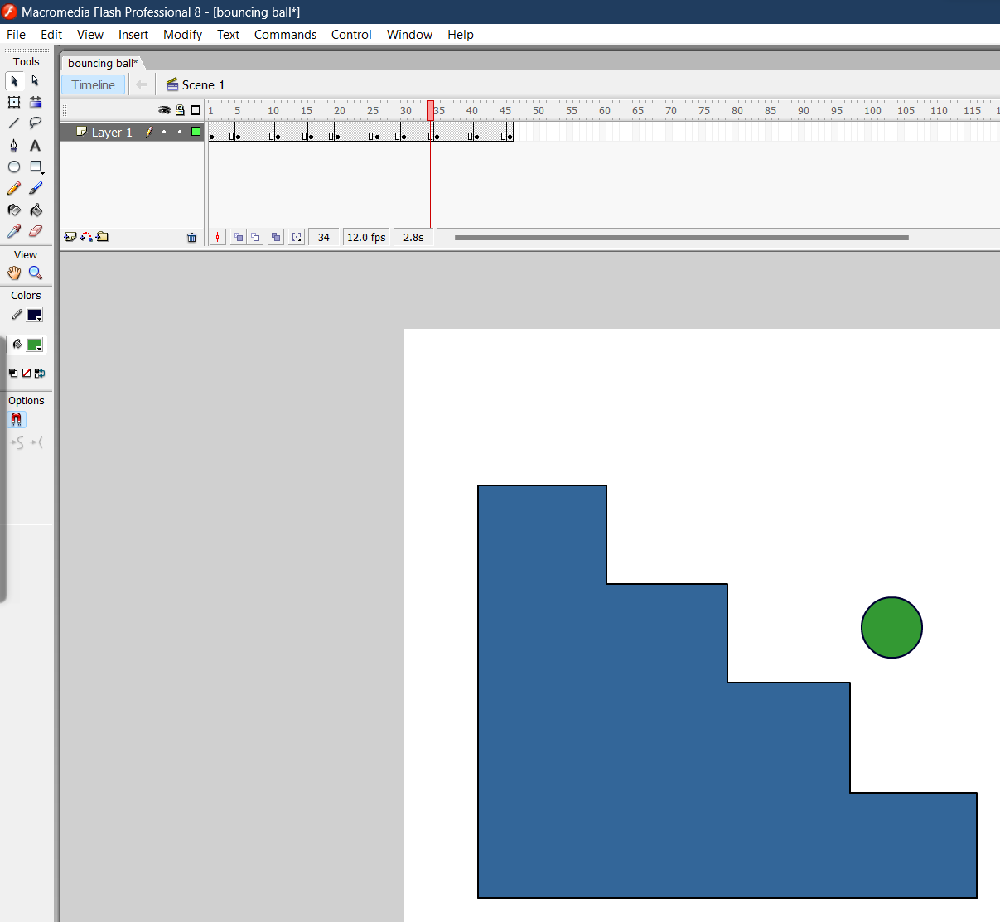 Macromedia Flash Professional 8 - [bouncing ball*]
File Edit View Insert Modify Text Commands Control Window Help
Tools
bouncing ball*
Timeline Scene 1
1 5 10 15 20 25 30 35 40 45 50 55 60 65 70 75 80 85 90 95 100 105 110 115 1
Layer 1
A
34 12.0 fps 2.8s
View
Colors
Options